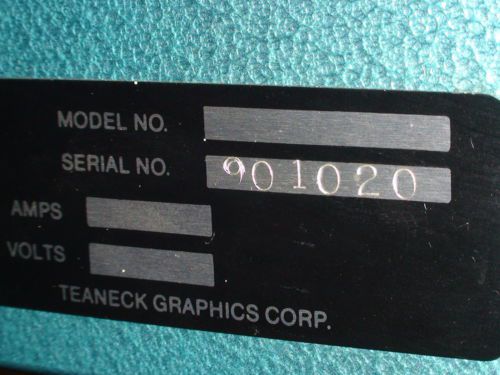 MODEL NO.
SERIAL NO. 901020
AMPS
VOLTS
TEANECK GRAPHICS CORP.